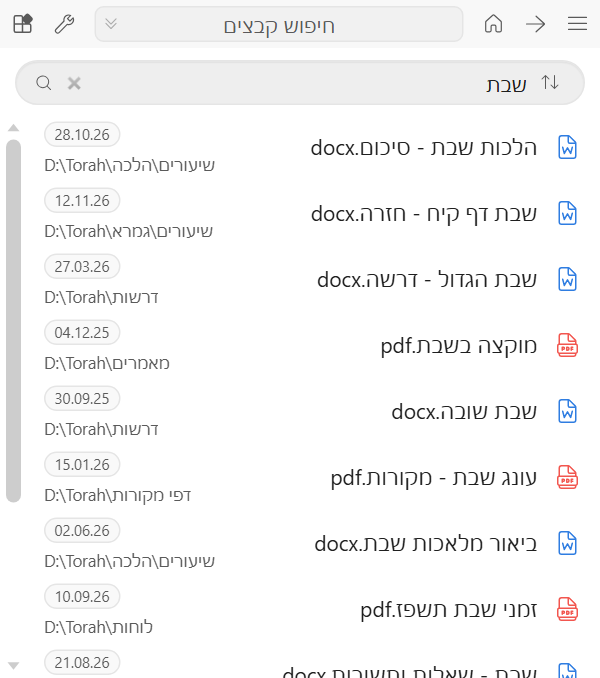 חיפוש קבצים
שבת
הלכות שבת - סיכום.docx
28.10.26
D:\Torah\שיעורים\הלכה
שבת דף קיח - חזרה.docx
12.11.26
D:\Torah\שיעורים\גמרא
שבת הגדול - דרשה.docx
27.03.26
D:\Torah\דרשות
מוקצה בשבת.pdf
04.12.25
D:\Torah\מאמרים
שבת שובה.docx
30.09.25
D:\Torah\דרשות
עונג שבת - מקורות.pdf
15.01.26
D:\Torah\דפי מקורות
ביאור מלאכות שבת.docx
02.06.26
D:\Torah\שיעורים\הלכה
זמני שבת תשפז.pdf
10.09.26
D:\Torah\לוחות
שבת - שאלות ותשובות.docx
21.08.26